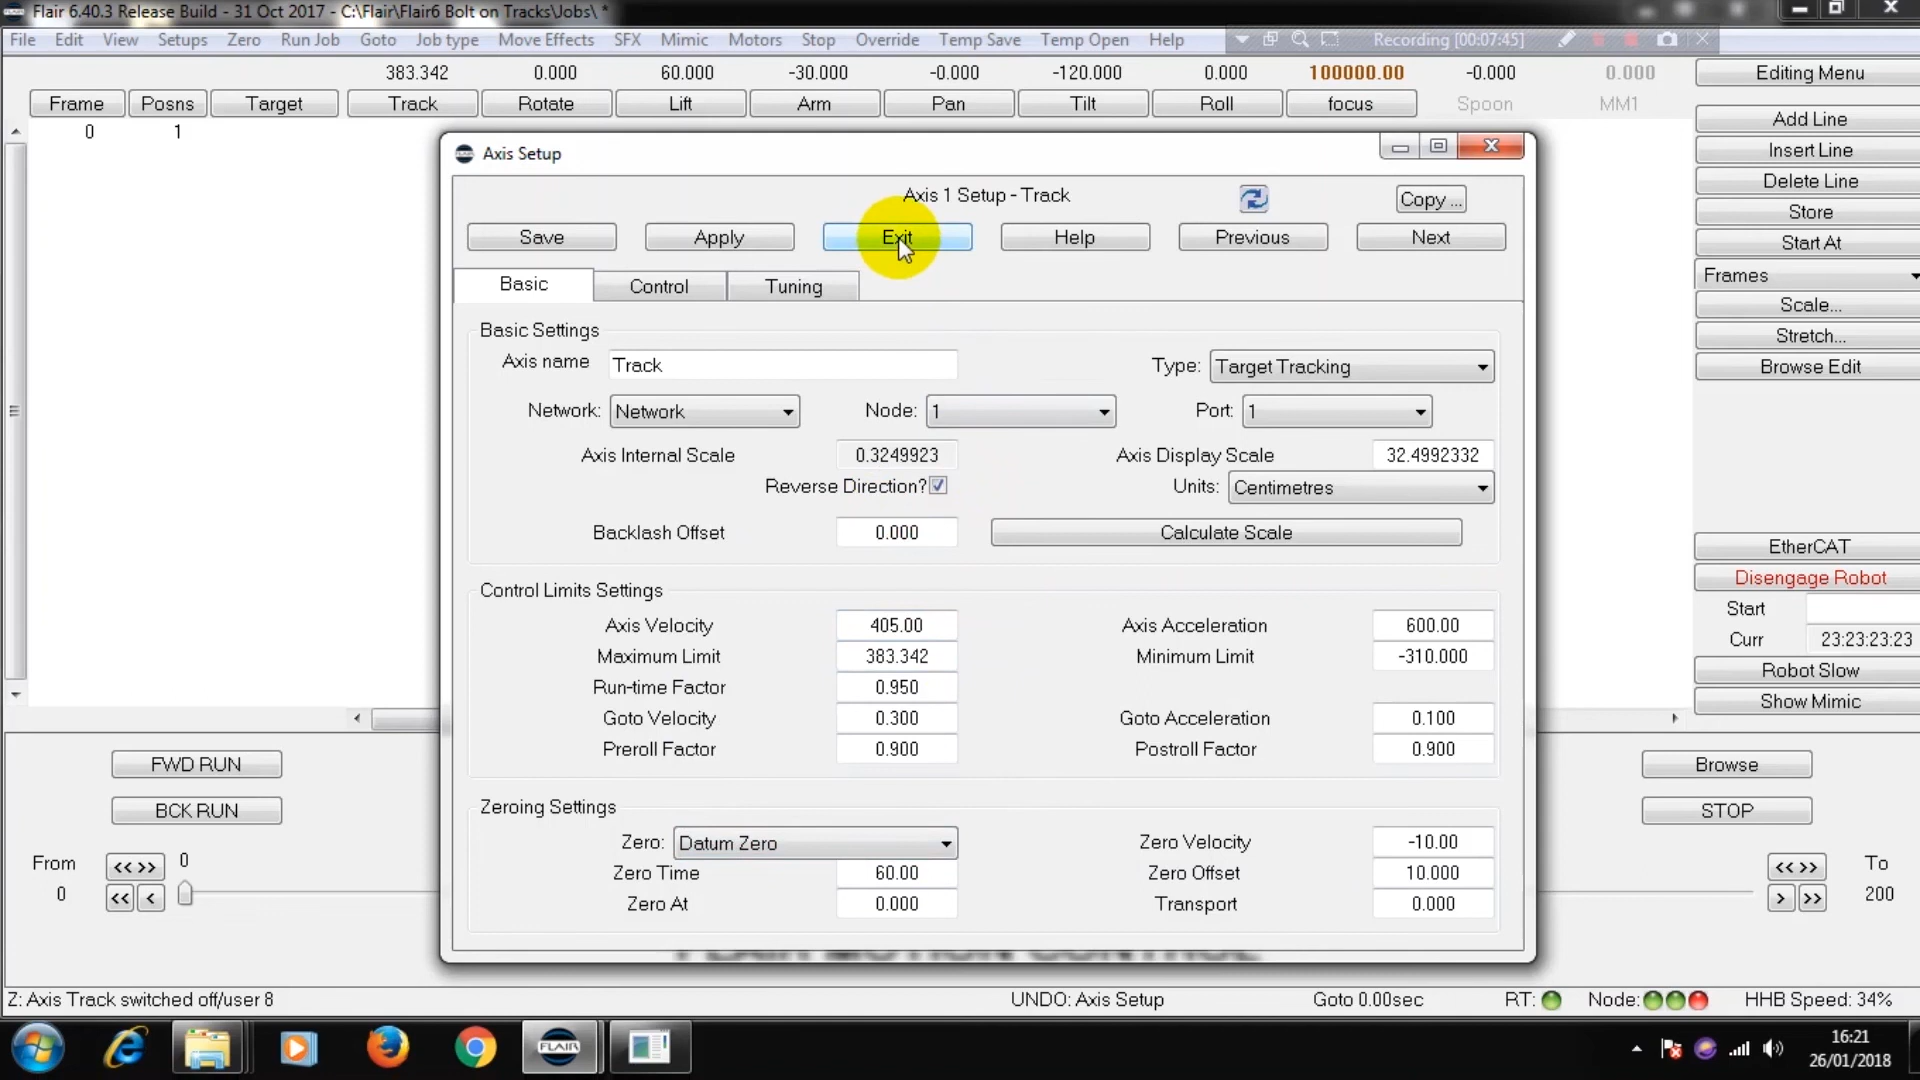 Flair 6.40.3 Release Build - 31 Oct 2017 - C:\Flair\Flair6 Bolt on Tracks\Jobs\ *
File Edit View Setups Zero Run Job Goto Job type Move Effects SFX Mimic Motors Stop Override Temp Save Temp Open Help
Recording [00:07:45]
383.342 0.000 60.000 -30.000 -0.000 -120.000 0.000 100000.00 -0.000 0.000
Editing Menu
Frame Posns Target Track Rotate Lift Arm Pan Tilt Roll focus Spoon MM1
0 1
Add Line
Insert Line
Delete Line
Store
Start At
Frames
Scale...
Stretch...
Browse Edit
EtherCAT
Disengage Robot
Start
Curr 23:23:23:23
Robot Slow
Show Mimic
Axis Setup
Axis 1 Setup - Track
Copy ...
Save Apply Exit Help Previous Next
Basic Control Tuning
Basic Settings
Axis name Track Type: Target Tracking
Network: Network Node: 1 Port: 1
Axis Internal Scale 0.3249923 Axis Display Scale 32.4992332
Reverse Direction? Units: Centimetres
Backlash Offset 0.000 Calculate Scale
Control Limits Settings
Axis Velocity 405.00 Axis Acceleration 600.00
Maximum Limit 383.342 Minimum Limit -310.000
Run-time Factor 0.950
Goto Velocity 0.300 Goto Acceleration 0.100
Preroll Factor 0.900 Postroll Factor 0.900
Zeroing Settings
Zero: Datum Zero Zero Velocity -10.00
Zero Time 60.00 Zero Offset 10.000
Zero At 0.000 Transport 0.000
FWD RUN Browse
BCK RUN STOP
From << >> 0 << >> To
0 << < > >> 200
Z: Axis Track switched off/user 8 UNDO: Axis Setup Goto 0.00sec RT: Node: HHB Speed: 34%
FLAIR
16:21
26/01/2018